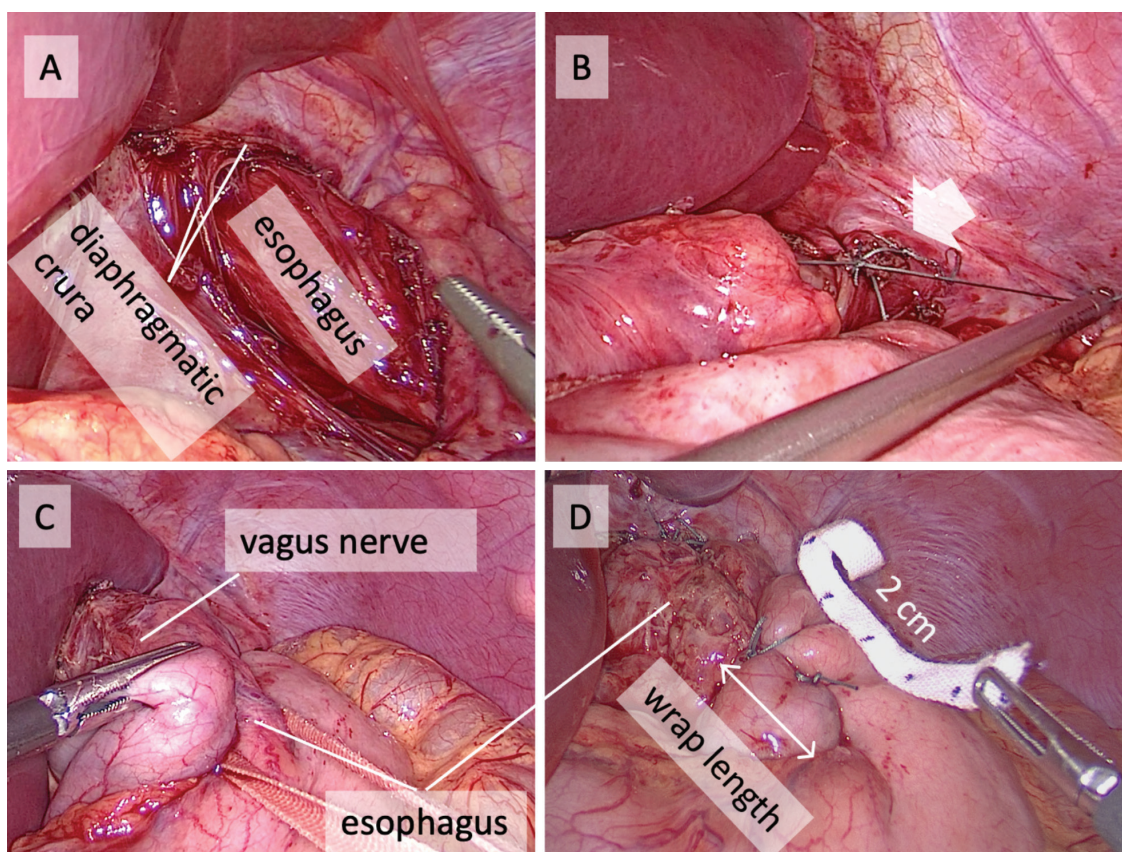 A
diaphragmatic
crura
esophagus
B
C
vagus nerve
esophagus
D
2 cm
wrap length